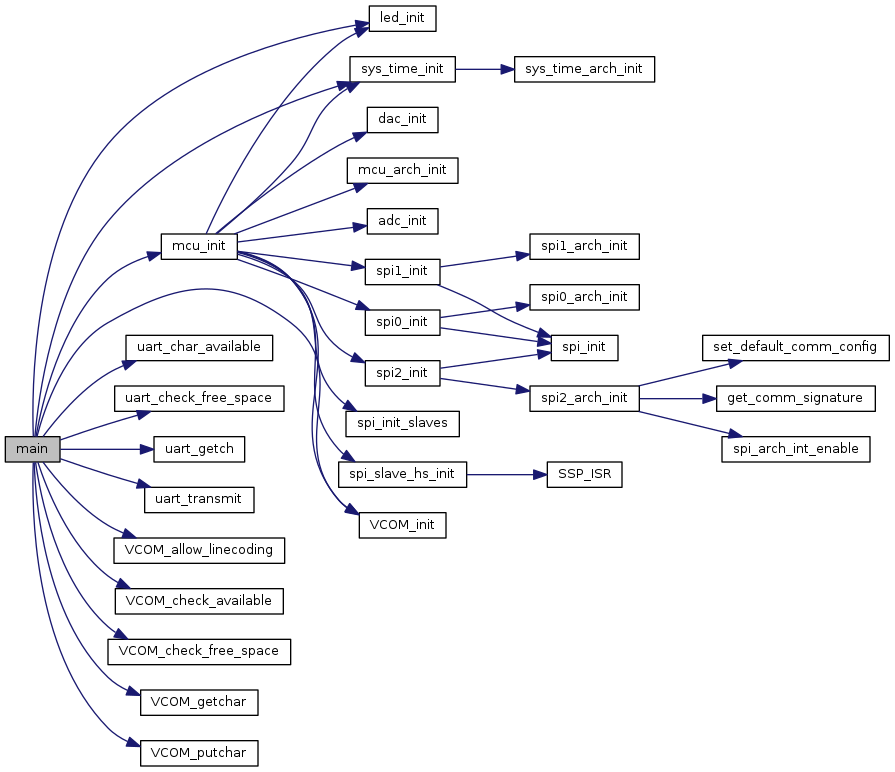 led_init
sys_time_init
sys_time_arch_init
dac_init
mcu_arch_init
adc_init
mcu_init
spi1_arch_init
spi1_init
spi0_arch_init
spi0_init
spi_init
uart_char_available
set_default_comm_config
spi2_init
uart_check_free_space
spi2_arch_init
get_comm_signature
spi_init_slaves
main
uart_getch
spi_arch_int_enable
spi_slave_hs_init
SSP_ISR
uart_transmit
VCOM_init
VCOM_allow_linecoding
VCOM_check_available
VCOM_check_free_space
VCOM_getchar
VCOM_putchar